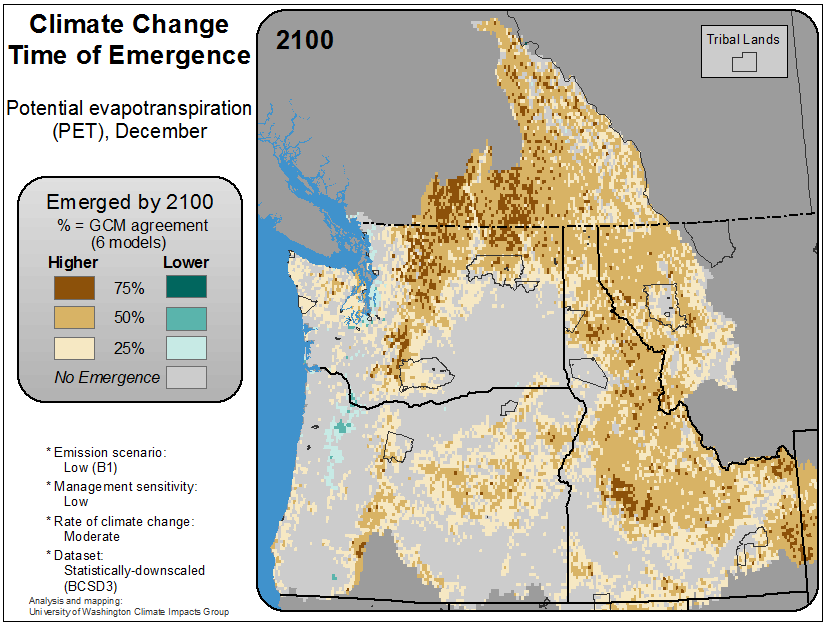 Climate Change
Time of Emergence
Potential evapotranspiration
(PET), December
Emerged by 2100
% = GCM agreement
(6 models)
Higher Lower
75%
50%
25%
No Emergence
* Emission scenario:
Low (B1)
* Management sensitivity:
Low
* Rate of climate change:
Moderate
* Dataset:
Statistically-downscaled
(BCSD3)
Analysis and mapping:
University of Washington Climate Impacts Group
2100
Tribal Lands